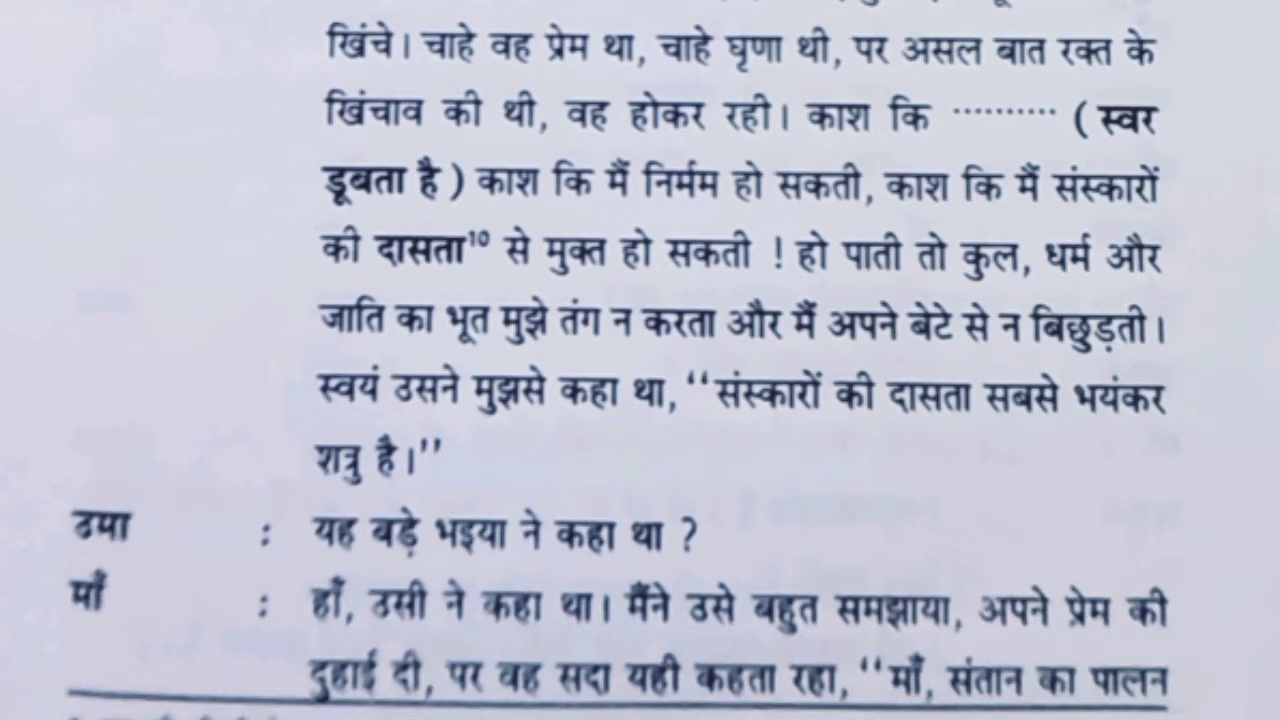 खिंचे। चाहे वह प्रेम था, चाहे घृणा थी, पर असल बात रक्त के
खिंचाव की थी, वह होकर रही। काश कि ·········· ( स्वर
डूबता है ) काश कि मैं निर्मम हो सकती, काश कि मैं संस्कारों
की दासता¹⁰ से मुक्त हो सकती ! हो पाती तो कुल, धर्म और
जाति का भूत मुझे तंग न करता और मैं अपने बेटे से न बिछुड़ती।
स्वयं उसने मुझसे कहा था, ‘‘संस्कारों की दासता सबसे भयंकर
शत्रु है।’’
उमा : यह बड़े भइया ने कहा था ?
माँ : हाँ, उसी ने कहा था। मैंने उसे बहुत समझाया, अपने प्रेम की
दुहाई दी, पर वह सदा यही कहता रहा, ‘‘माँ, संतान का पालन